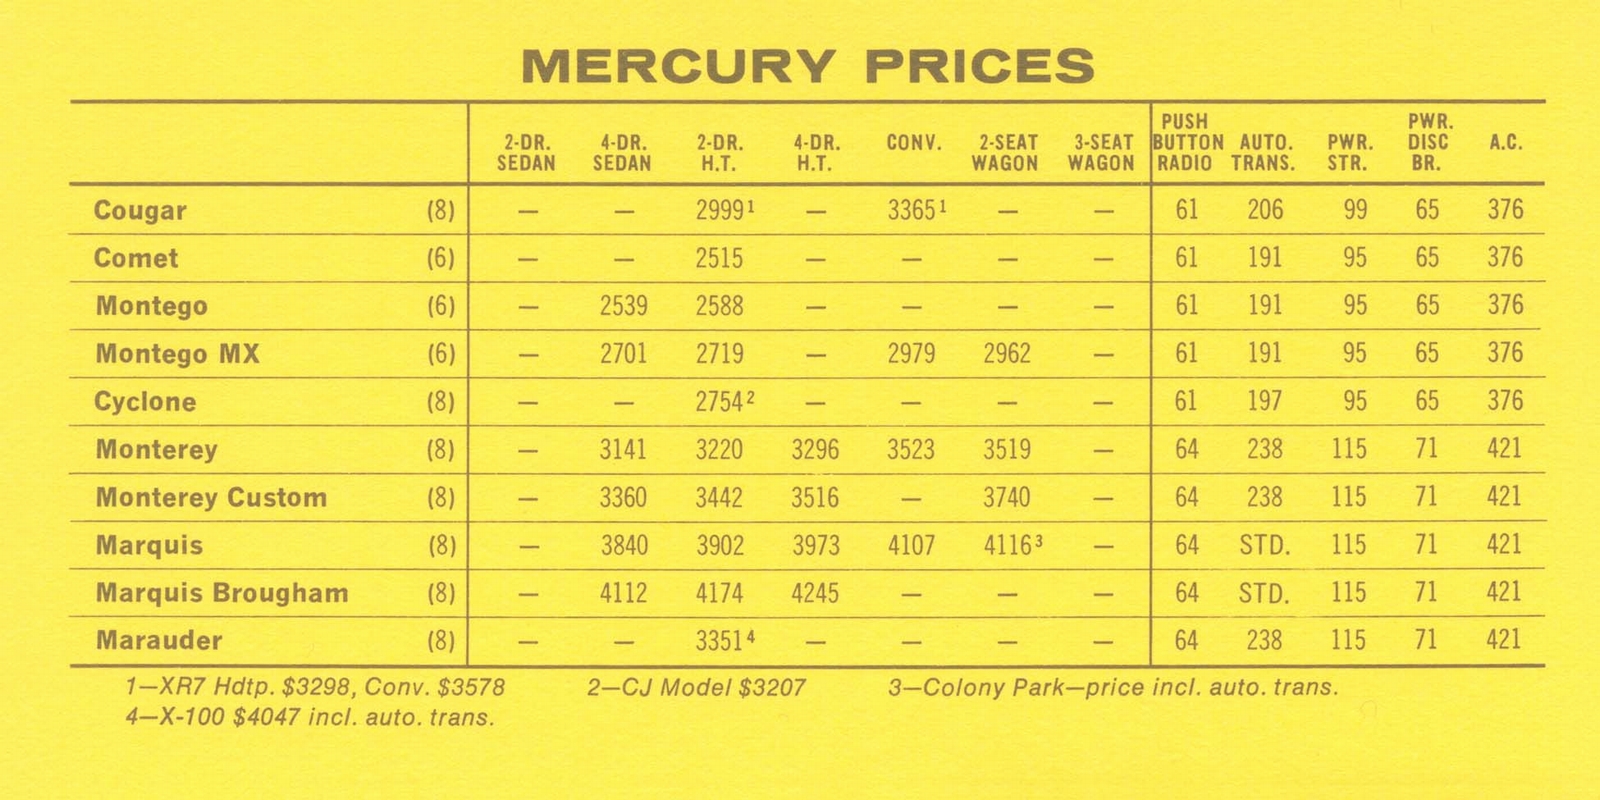 MERCURY PRICES
2-DR. SEDAN 4-DR. SEDAN 2-DR. H.T. 4-DR. H.T. CONV. 2-SEAT WAGON 3-SEAT WAGON PUSH BUTTON RADIO AUTO. TRANS. PWR. STR. PWR. DISC BR. A.C.
Cougar (8) — — 2999¹ — 3365¹ — — 61 206 99 65 376
Comet (6) — — 2515 — — — — 61 191 95 65 376
Montego (6) — 2539 2588 — — — — 61 191 95 65 376
Montego MX (6) — 2701 2719 — 2979 2962 — 61 191 95 65 376
Cyclone (8) — — 2754² — — — — 61 197 95 65 376
Monterey (8) — 3141 3220 3296 3523 3519 — 64 238 115 71 421
Monterey Custom (8) — 3360 3442 3516 — 3740 — 64 238 115 71 421
Marquis (8) — 3840 3902 3973 4107 4116³ — 64 STD. 115 71 421
Marquis Brougham (8) — 4112 4174 4245 — — — 64 STD. 115 71 421
Marauder (8) — — 3351⁴ — — — — 64 238 115 71 421
1—XR7 Hdtp. $3298, Conv. $3578 2—CJ Model $3207 3—Colony Park—price incl. auto. trans.
4—X-100 $4047 incl. auto. trans.